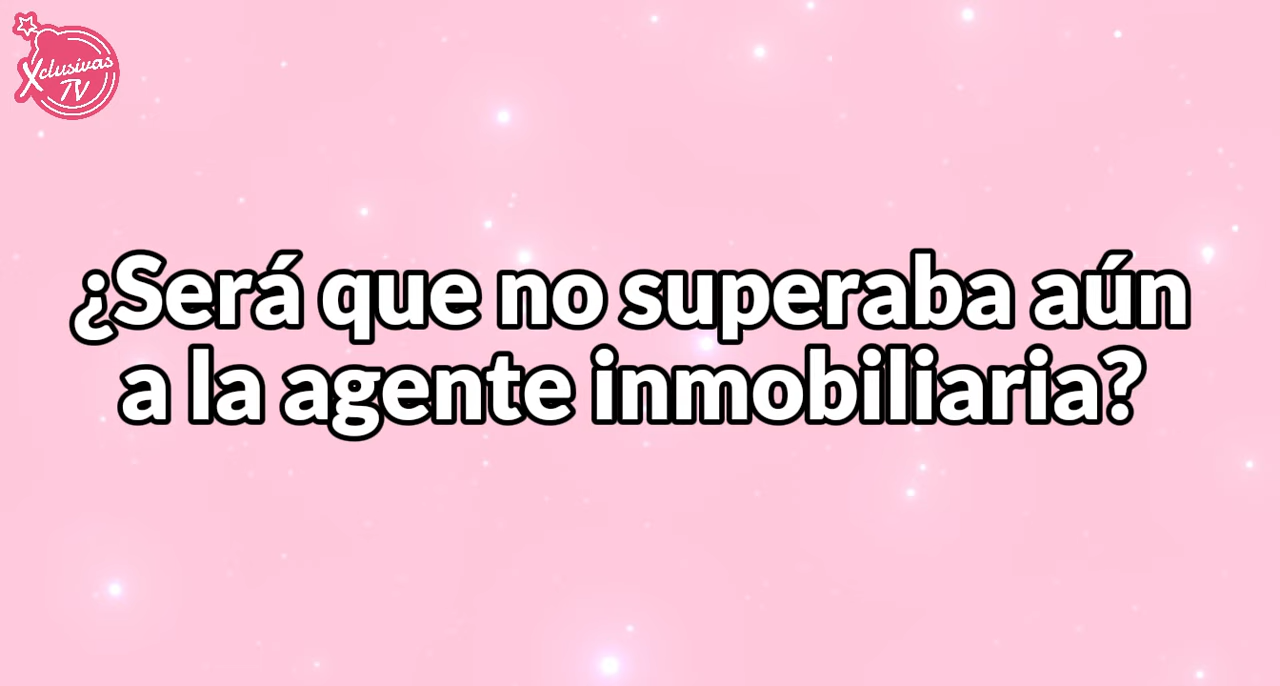 Xclusivas
TV
¿Será que no superaba aún
a la agente inmobiliaria?